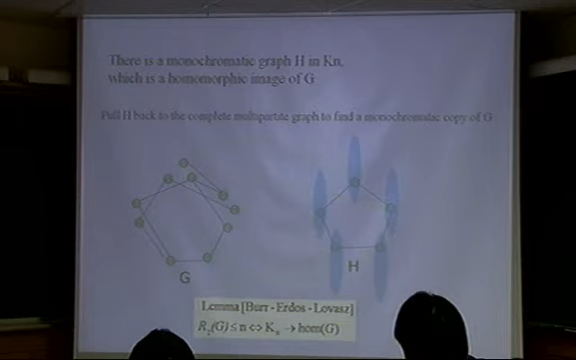 There is a monochromatic graph H in Kn,
which is a homomorphic image of G
Pull H back to the complete multipartite graph to find a monochromatic copy of G
G
H
Lemma [Burr - Erdos - Lovasz]
R_c(G) ≤ n ⇔ K_n → hom(G)